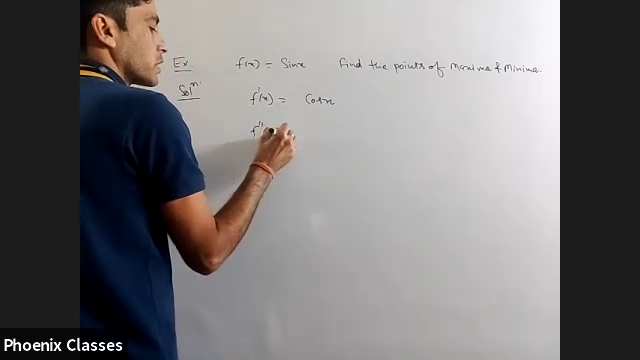 Ex. f(x) = Sinx find the points of Maxima & Minima.
Solⁿ. f'(x) = Cosx
f''(
Phoenix Classes